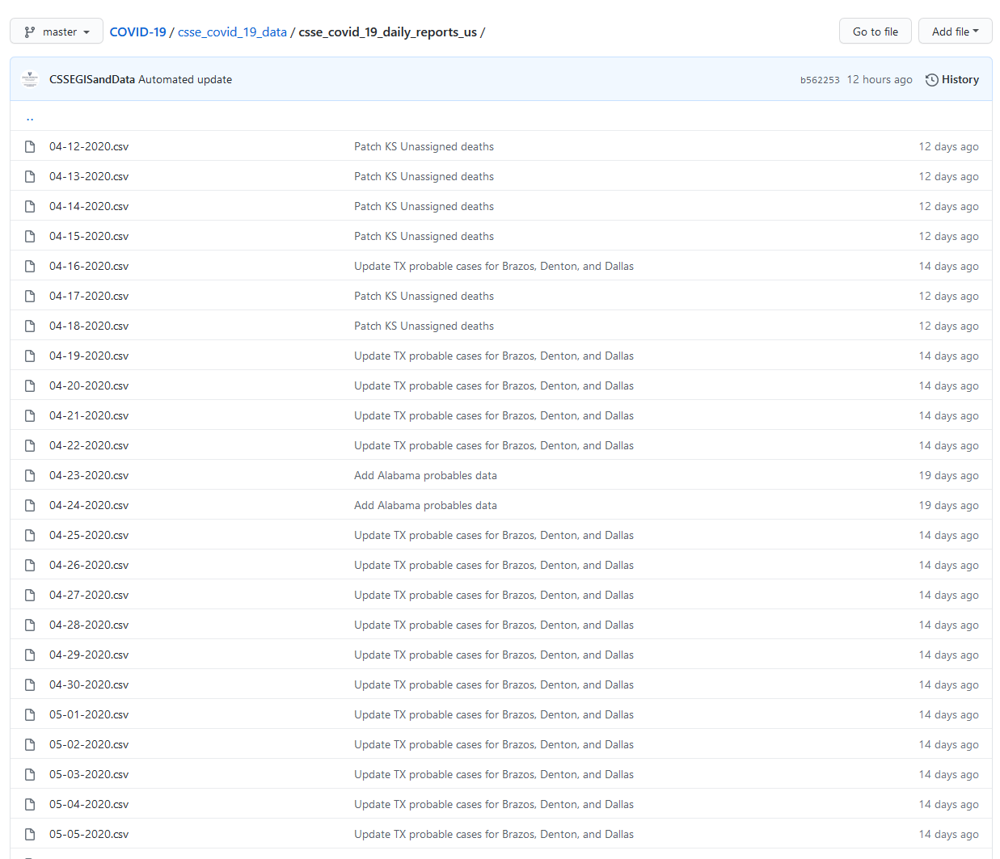 master COVID-19 / csse_covid_19_data / csse_covid_19_daily_reports_us / Go to file Add file
CSSEGISandData Automated update b562253 12 hours ago History
..
04-12-2020.csv Patch KS Unassigned deaths 12 days ago
04-13-2020.csv Patch KS Unassigned deaths 12 days ago
04-14-2020.csv Patch KS Unassigned deaths 12 days ago
04-15-2020.csv Patch KS Unassigned deaths 12 days ago
04-16-2020.csv Update TX probable cases for Brazos, Denton, and Dallas 14 days ago
04-17-2020.csv Patch KS Unassigned deaths 12 days ago
04-18-2020.csv Patch KS Unassigned deaths 12 days ago
04-19-2020.csv Update TX probable cases for Brazos, Denton, and Dallas 14 days ago
04-20-2020.csv Update TX probable cases for Brazos, Denton, and Dallas 14 days ago
04-21-2020.csv Update TX probable cases for Brazos, Denton, and Dallas 14 days ago
04-22-2020.csv Update TX probable cases for Brazos, Denton, and Dallas 14 days ago
04-23-2020.csv Add Alabama probables data 19 days ago
04-24-2020.csv Add Alabama probables data 19 days ago
04-25-2020.csv Update TX probable cases for Brazos, Denton, and Dallas 14 days ago
04-26-2020.csv Update TX probable cases for Brazos, Denton, and Dallas 14 days ago
04-27-2020.csv Update TX probable cases for Brazos, Denton, and Dallas 14 days ago
04-28-2020.csv Update TX probable cases for Brazos, Denton, and Dallas 14 days ago
04-29-2020.csv Update TX probable cases for Brazos, Denton, and Dallas 14 days ago
04-30-2020.csv Update TX probable cases for Brazos, Denton, and Dallas 14 days ago
05-01-2020.csv Update TX probable cases for Brazos, Denton, and Dallas 14 days ago
05-02-2020.csv Update TX probable cases for Brazos, Denton, and Dallas 14 days ago
05-03-2020.csv Update TX probable cases for Brazos, Denton, and Dallas 14 days ago
05-04-2020.csv Update TX probable cases for Brazos, Denton, and Dallas 14 days ago
05-05-2020.csv Update TX probable cases for Brazos, Denton, and Dallas 14 days ago